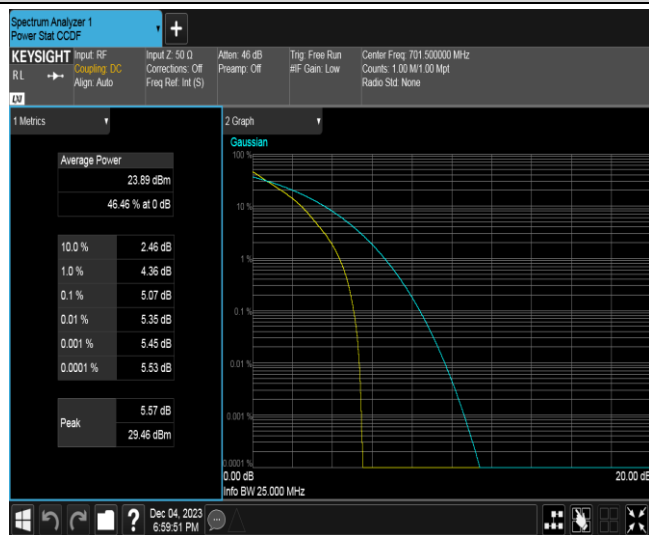 Spectrum Analyzer 1
Power Stat CCDF
KEYSIGHT
RL
LXI
Input: RF
Coupling: DC
Align: Auto
Input Z: 50 Ω
Corrections: Off
Freq Ref: Int (S)
Atten: 46 dB
Preamp: Off
Trig: Free Run
#IF Gain: Low
Center Freq: 701.500000 MHz
Counts: 1.00 M/1.00 Mpt
Radio Std: None
1 Metrics
Average Power
23.89 dBm
46.46 % at 0 dB
10.0 % 2.46 dB
1.0 % 4.36 dB
0.1 % 5.07 dB
0.01 % 5.35 dB
0.001 % 5.45 dB
0.0001 % 5.53 dB
Peak
5.57 dB
29.46 dBm
2 Graph
Gaussian
100 %
10 %
1 %
0.1 %
0.01 %
0.001 %
0.0001 %
0.00 dB
20.00 dB
Info BW 25.000 MHz
?
Dec 04, 2023
6:59:51 PM